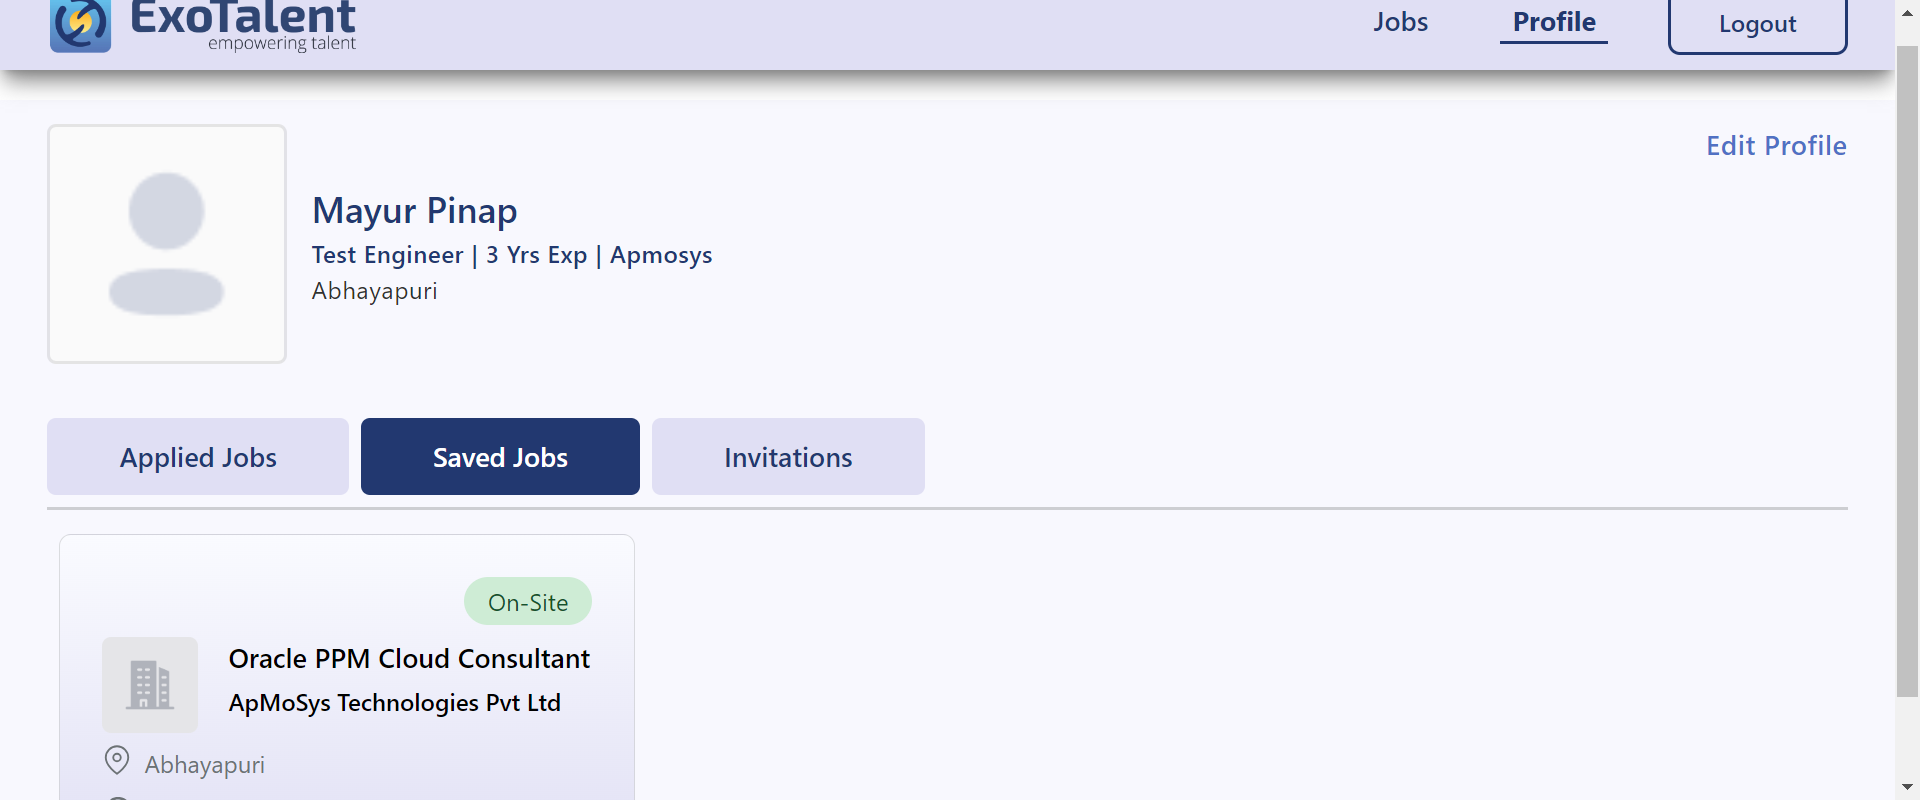 ExoTalent
empowering talent
Jobs
Profile
Logout
Edit Profile
Mayur Pinap
Test Engineer | 3 Yrs Exp | Apmosys
Abhayapuri
Applied Jobs
Saved Jobs
Invitations
On-Site
Oracle PPM Cloud Consultant
ApMoSys Technologies Pvt Ltd
Abhayapuri